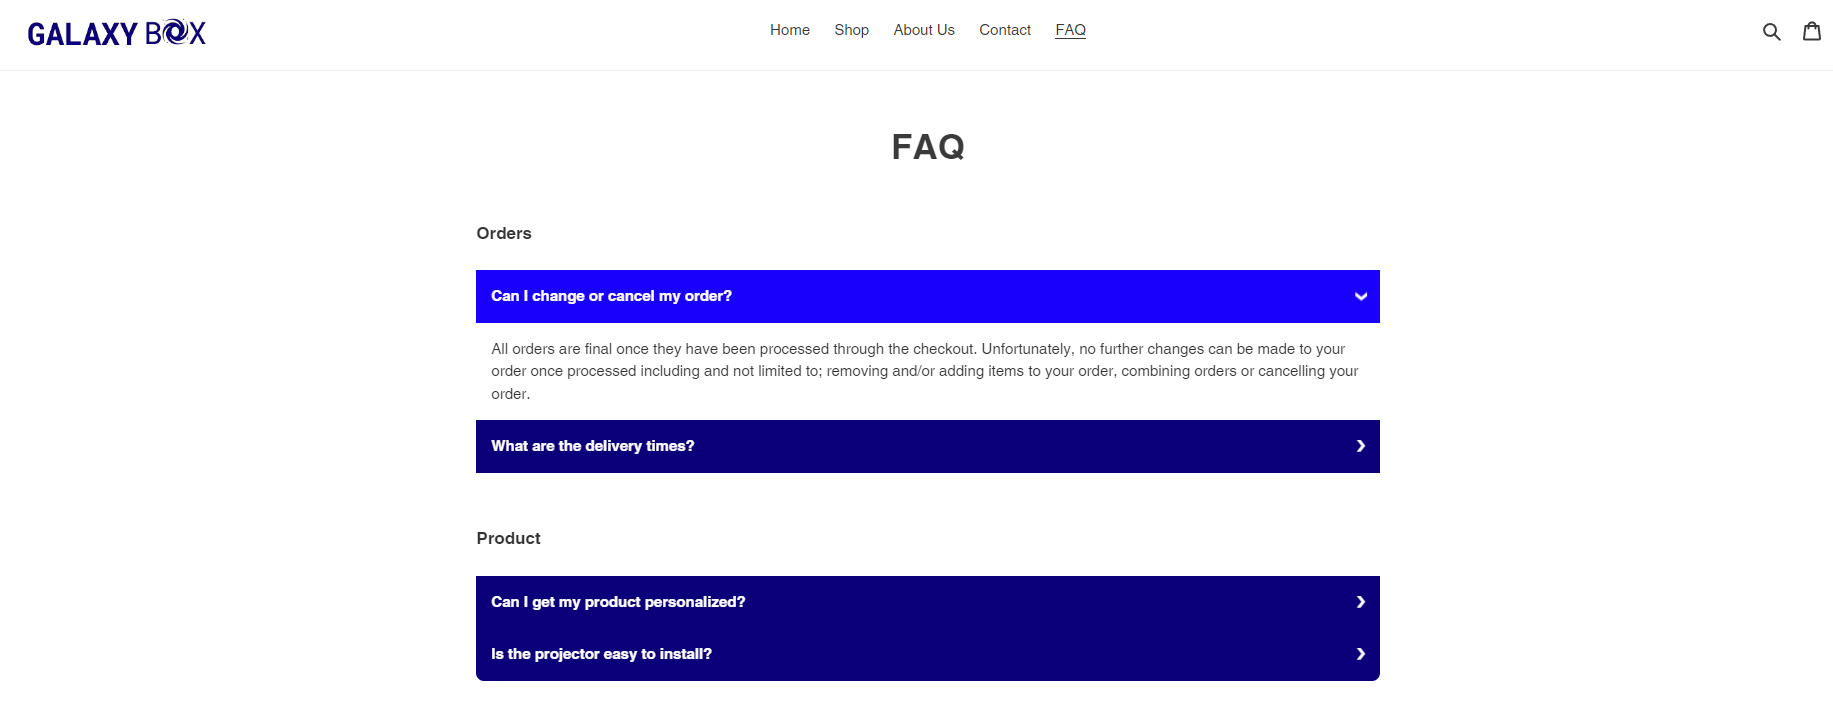 GALAXY BOX
Home Shop About Us Contact FAQ
FAQ
Orders
Can I change or cancel my order?
All orders are final once they have been processed through the checkout. Unfortunately, no further changes can be made to your
order once processed including and not limited to; removing and/or adding items to your order, combining orders or cancelling your
order.
What are the delivery times?
Product
Can I get my product personalized?
Is the projector easy to install?